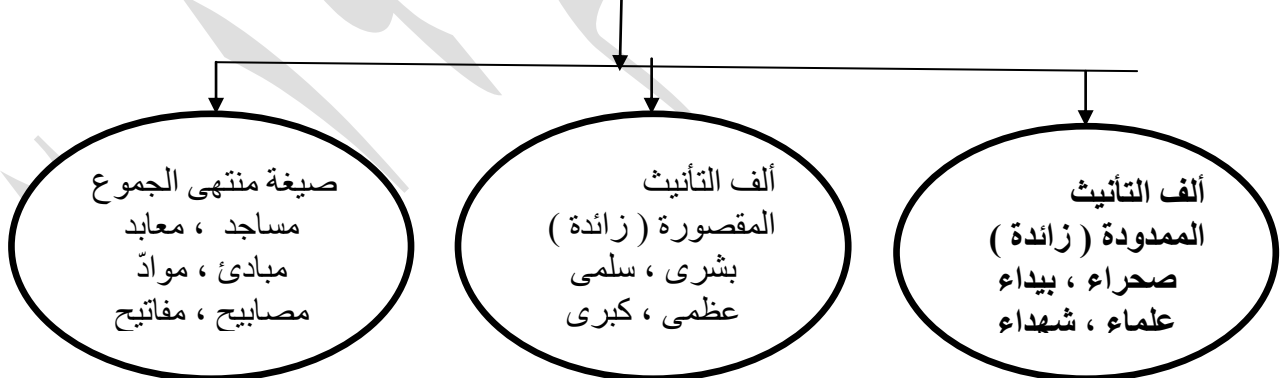 ألف التأنيث
الممدودة ( زائدة )
صحراء ، بيداء
علماء ، شهداء
ألف التأنيث
المقصورة ( زائدة )
بشرى ، سلمى
عظمى ، كبرى
صيغة منتهى الجموع
مساجد ، معابد
مبادئ ، موادّ
مصابيح ، مفاتيح